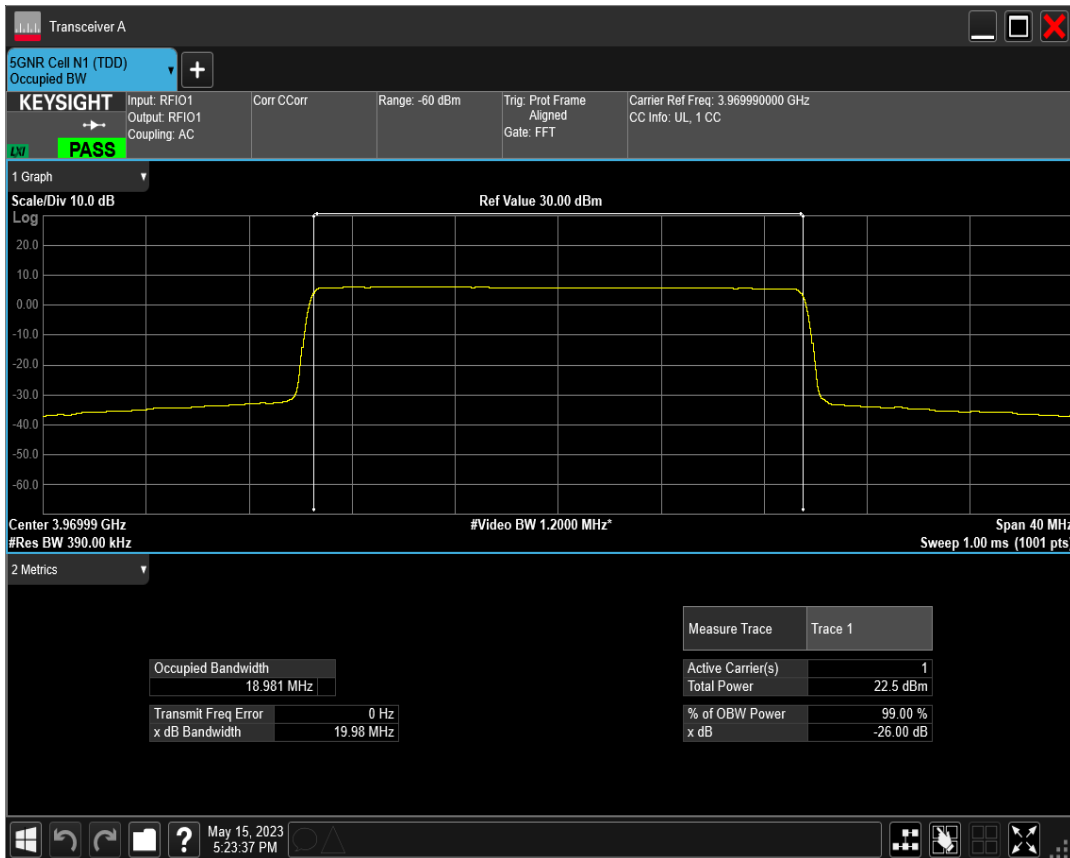 Transceiver A
5GNR Cell N1 (TDD)
Occupied BW
+
KEYSIGHT
LXI
PASS
Input: RFIO1
Output: RFIO1
Coupling: AC
Corr CCorr
Range: -60 dBm
Trig: Prot Frame
Aligned
Gate: FFT
Carrier Ref Freq: 3.969990000 GHz
CC Info: UL, 1 CC
1 Graph
Scale/Div 10.0 dB
Ref Value 30.00 dBm
Log
20.0
10.0
0.00
-10.0
-20.0
-30.0
-40.0
-50.0
-60.0
Center 3.96999 GHz
#Video BW 1.2000 MHz*
Span 40 MHz
#Res BW 390.00 kHz
Sweep 1.00 ms (1001 pts)
2 Metrics
Measure Trace Trace 1
Occupied Bandwidth
18.981 MHz
Active Carrier(s) 1
Total Power 22.5 dBm
Transmit Freq Error 0 Hz
x dB Bandwidth 19.98 MHz
% of OBW Power 99.00 %
x dB -26.00 dB
?
May 15, 2023
5:23:37 PM